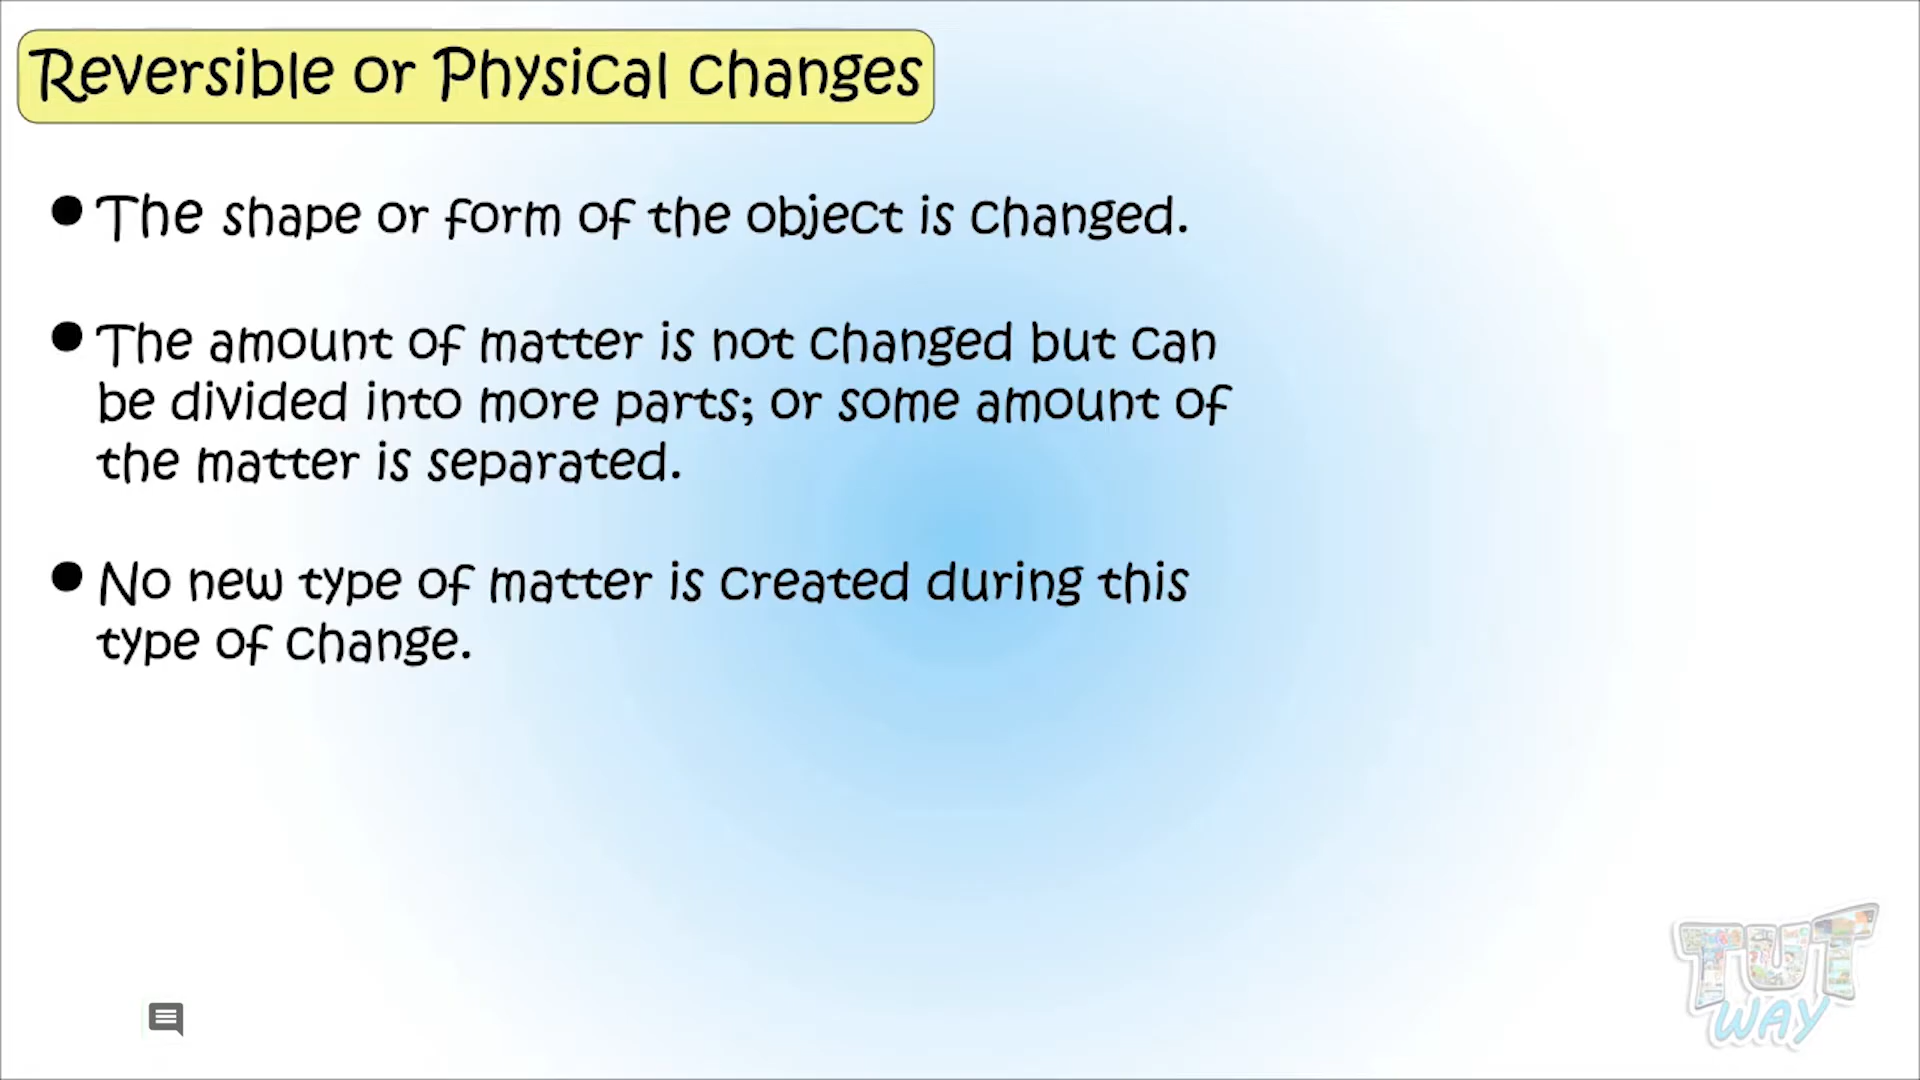 Reversible or Physical changes
• The shape or form of the object is changed.
• The amount of matter is not changed but can
be divided into more parts; or some amount of
the matter is separated.
• No new type of matter is created during this
type of change.
TUT
WAY